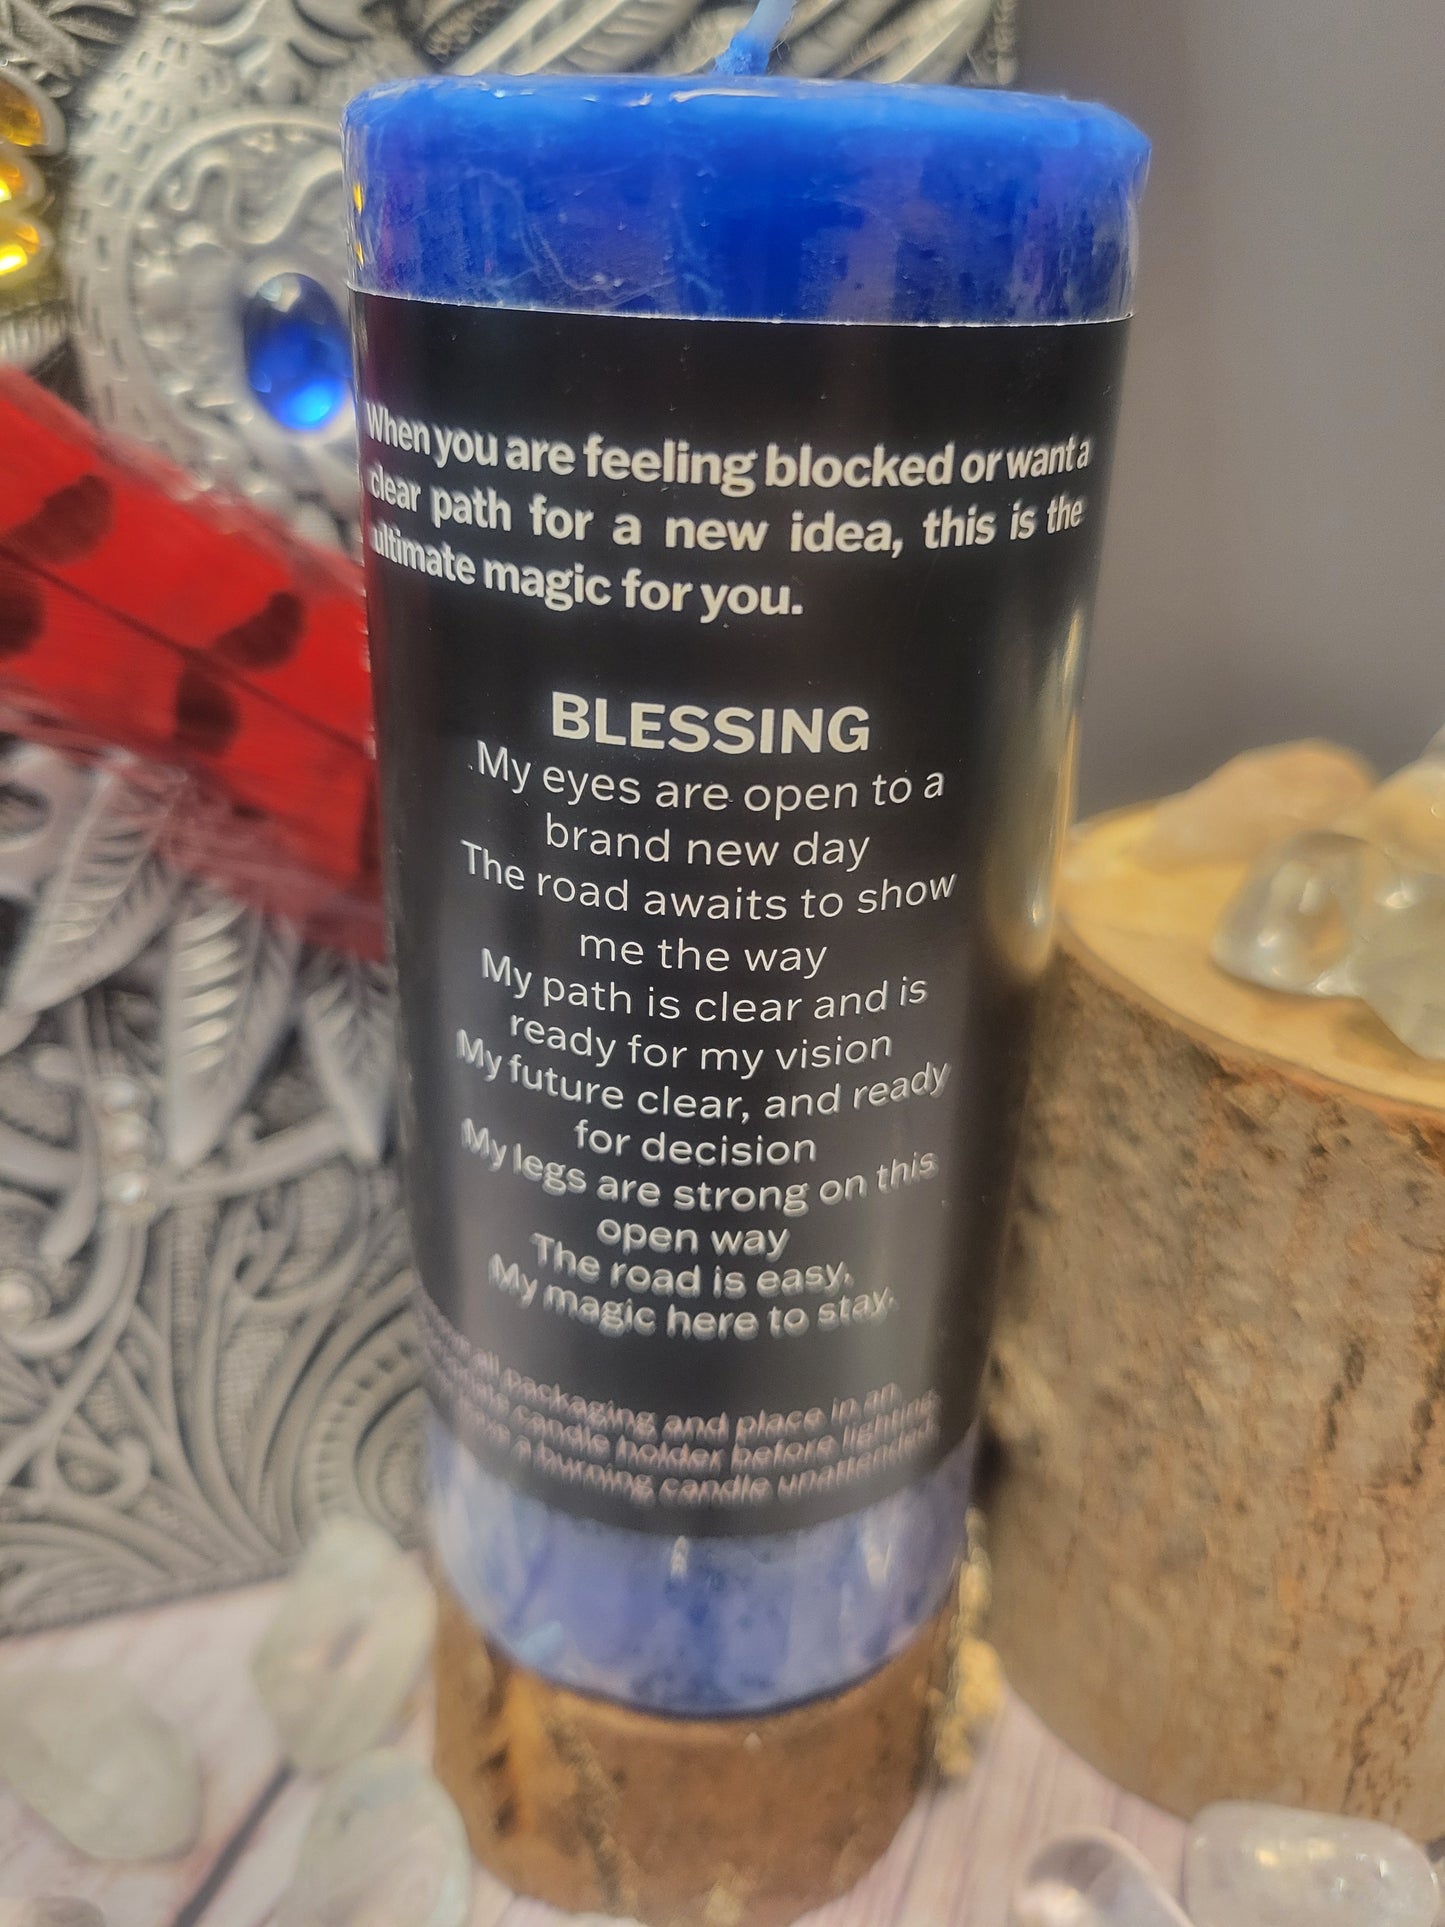 When you are feeling blocked or want a
clear path for a new idea, this is the
ultimate magic for you.
BLESSING
My eyes are open to a
brand new day
The road awaits to show
me the way
My path is clear and is
ready for my vision
My future clear, and ready
for decision
My legs are strong on this
open way
The road is easy,
My magic here to stay.
all packaging and place in an
candle holder before lighting.
a burning candle unattended.